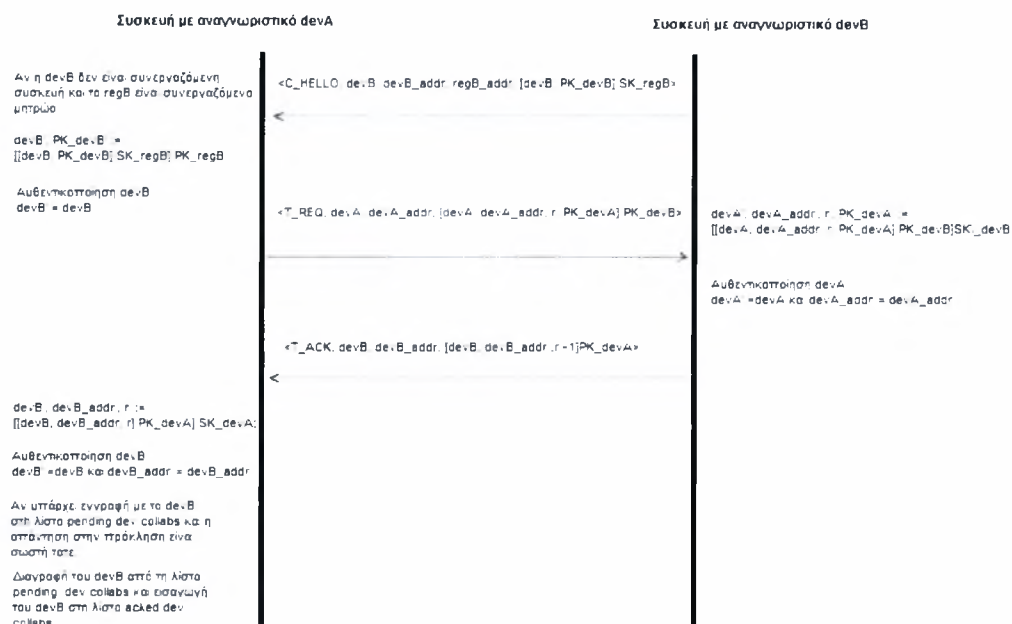 Συσκευή με αναγνωριστικό devA
Συσκευή με αναγνωριστικό devB
Αν η devB δεν είναι συνεργαζόμενη
συσκευή και το regB είναι συνεργαζόμενο
μητρώο
<C_HELLO, devB, devB_addr, regB_addr, [devB, PK_devB] SK_regB>
devB', PK_devB' :=
[[devB, PK_devB] SK_regB] PK_regB
Αυθεντικοποίηση devB
devB' = devB
<T_REQ, devA, devA_addr, [devA, devA_addr, r, PK_devA] PK_devB>
devA', devA_addr', r', PK_devA' :=
[[devA, devA_addr, r, PK_devA] PK_devB]SK_devB
Αυθεντικοποίηση devA
devA' =devA και devA_addr' = devA_addr
<T_ACK, devB, devB_addr, [devB, devB_addr, r'-1]PK_devA>
devB', devB_addr', r' :=
[[devB, devB_addr, r] PK_devA] SK_devA;
Αυθεντικοποίηση devB
devB' =devB και devB_addr' = devB_addr
Αν υπάρχει εγγραφή με το devB
στη λίστα pending dev collabs και η
απάντηση στην πρόκληση είναι
σωστή τότε
Διαγραφή του devB από τη λίστα
pending dev collabs και εισαγωγή
του devB στη λίστα acked dev
collabs